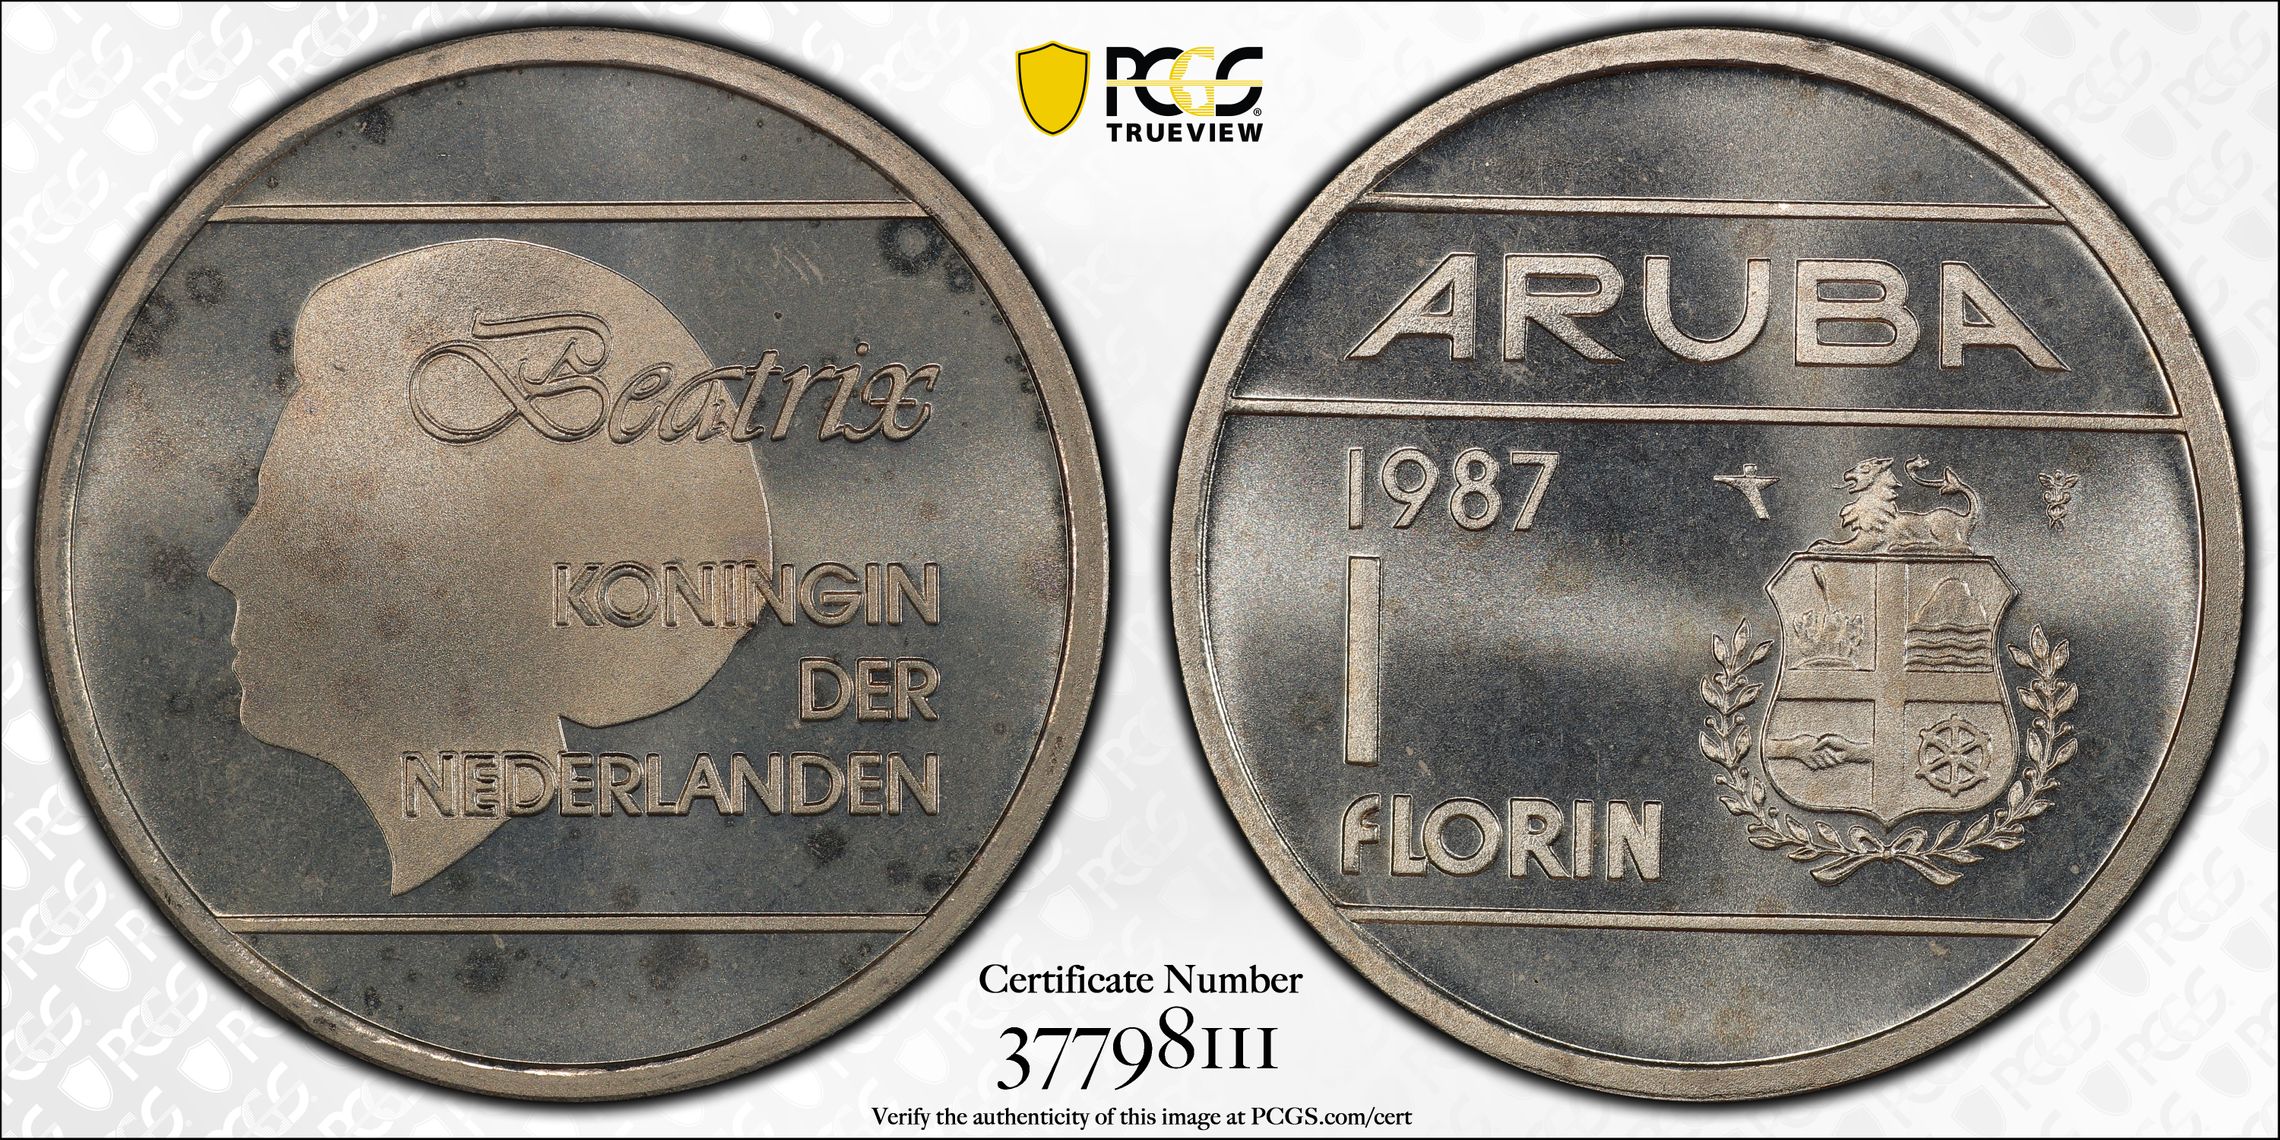 PCGS
TRUEVIEW
Beatrix
KONINGIN
DER
NEDERLANDEN
ARUBA
1987
1
FLORIN
Certificate Number
37798111
Verify the authenticity of this image at PCGS.com/cert